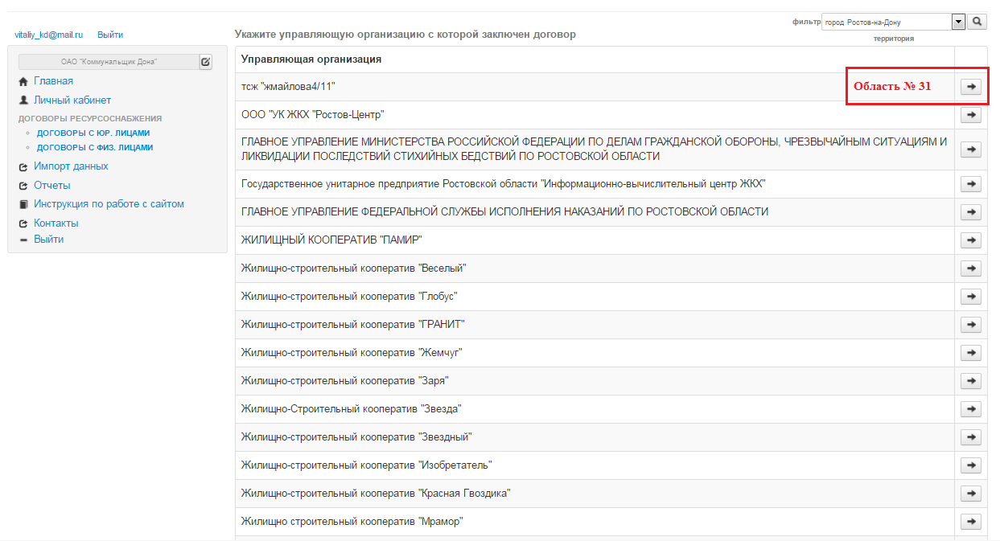 фильтр город Ростов-на-Дону
территория
vitaliy_kd@mail.ru Выйти
ОАО "Коммунальщик Дона"
Главная
Личный кабинет
ДОГОВОРЫ РЕСУРСОСНАБЖЕНИЯ
ДОГОВОРЫ С ЮР. ЛИЦАМИ
ДОГОВОРЫ С ФИЗ. ЛИЦАМИ
Импорт данных
Отчеты
Инструкция по работе с сайтом
Контакты
Выйти
Укажите управляющую организацию с которой заключен договор
Управляющая организация
тсж "жмайлова4/11"
Область № 31
ООО "УК ЖКХ "Ростов-Центр"
ГЛАВНОЕ УПРАВЛЕНИЕ МИНИСТЕРСТВА РОССИЙСКОЙ ФЕДЕРАЦИИ ПО ДЕЛАМ ГРАЖДАНСКОЙ ОБОРОНЫ, ЧРЕЗВЫЧАЙНЫМ СИТУАЦИЯМ И
ЛИКВИДАЦИИ ПОСЛЕДСТВИЙ СТИХИЙНЫХ БЕДСТВИЙ ПО РОСТОВСКОЙ ОБЛАСТИ
Государственное унитарное предприятие Ростовской области "Информационно-вычислительный центр ЖКХ"
ГЛАВНОЕ УПРАВЛЕНИЕ ФЕДЕРАЛЬНОЙ СЛУЖБЫ ИСПОЛНЕНИЯ НАКАЗАНИЙ ПО РОСТОВСКОЙ ОБЛАСТИ
ЖИЛИЩНЫЙ КООПЕРАТИВ "ПАМИР"
Жилищно-строительный кооператив "Веселый"
Жилищно-строительный кооператив "Глобус"
Жилищно-строительный кооператив "ГРАНИТ"
Жилищно-строительный кооператив "Жемчуг"
Жилищно-строительный кооператив "Заря"
Жилищно-Строительный кооператив "Звезда"
Жилищно-строительный кооператив "Звездный"
Жилищно-строительный кооператив "Изобретатель"
Жилищно-строительный кооператив "Красная Гвоздика"
Жилищно строительный кооператив "Мрамор"